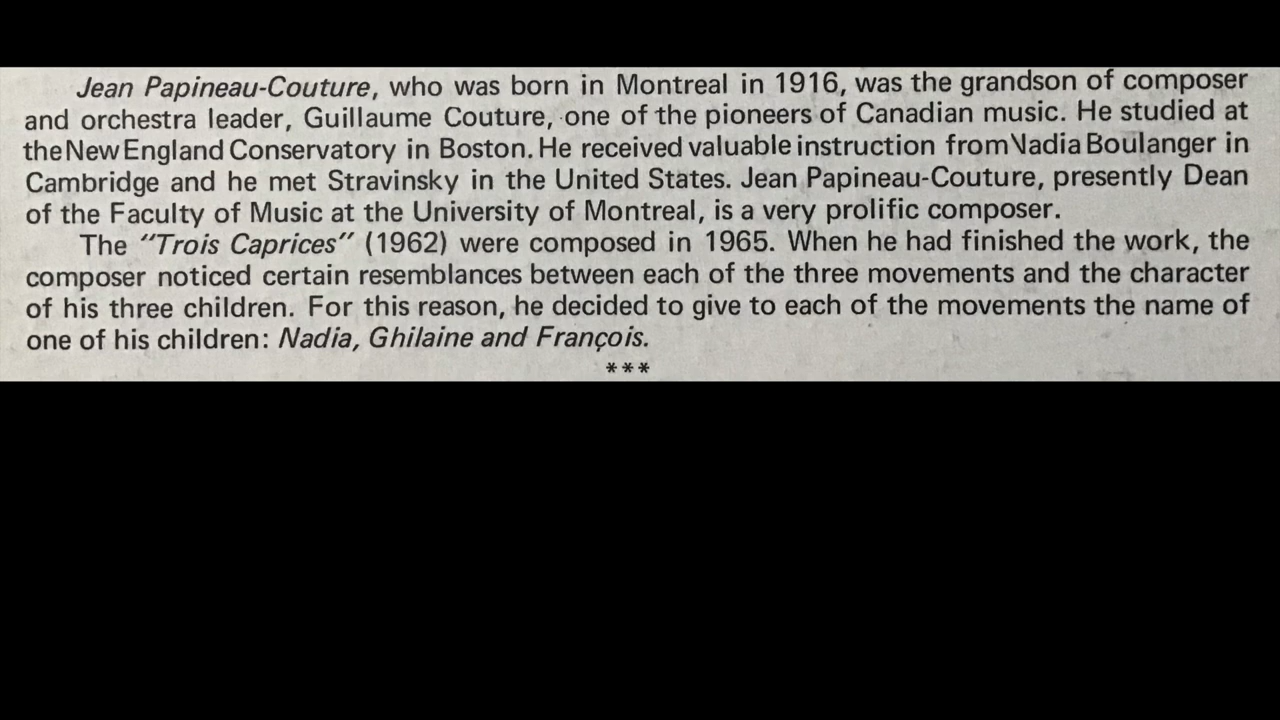 Jean Papineau-Couture, who was born in Montreal in 1916, was the grandson of composer
and orchestra leader, Guillaume Couture, one of the pioneers of Canadian music. He studied at
the New England Conservatory in Boston. He received valuable instruction from Nadia Boulanger in
Cambridge and he met Stravinsky in the United States. Jean Papineau-Couture, presently Dean
of the Faculty of Music at the University of Montreal, is a very prolific composer.
The “Trois Caprices” (1962) were composed in 1965. When he had finished the work, the
composer noticed certain resemblances between each of the three movements and the character
of his three children. For this reason, he decided to give to each of the movements the name of
one of his children: Nadia, Ghilaine and François.
***